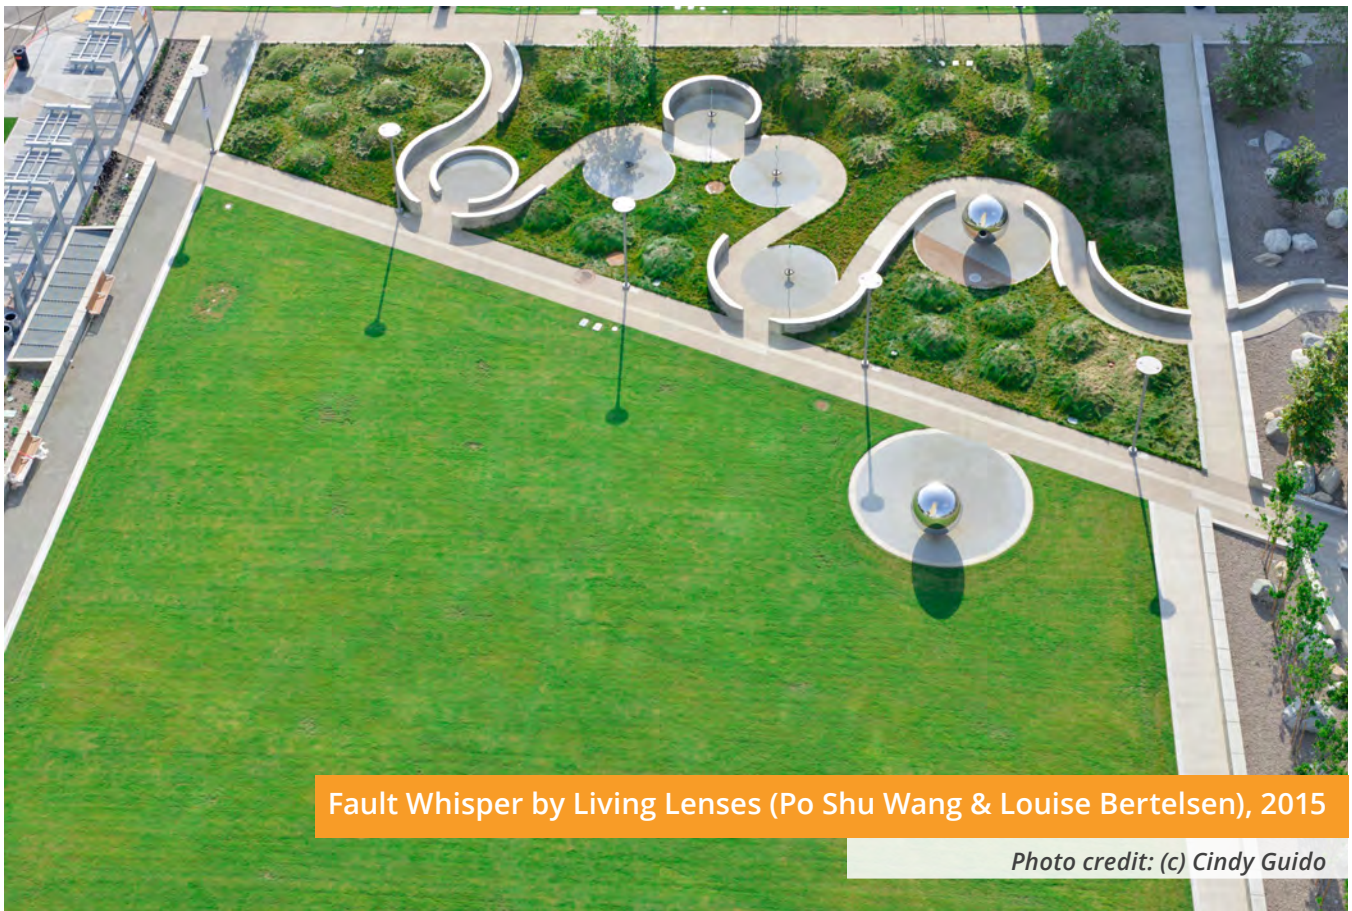 Fault Whisper by Living Lenses (Po Shu Wang & Louise Bertelsen), 2015
Photo credit: (c) Cindy Guido